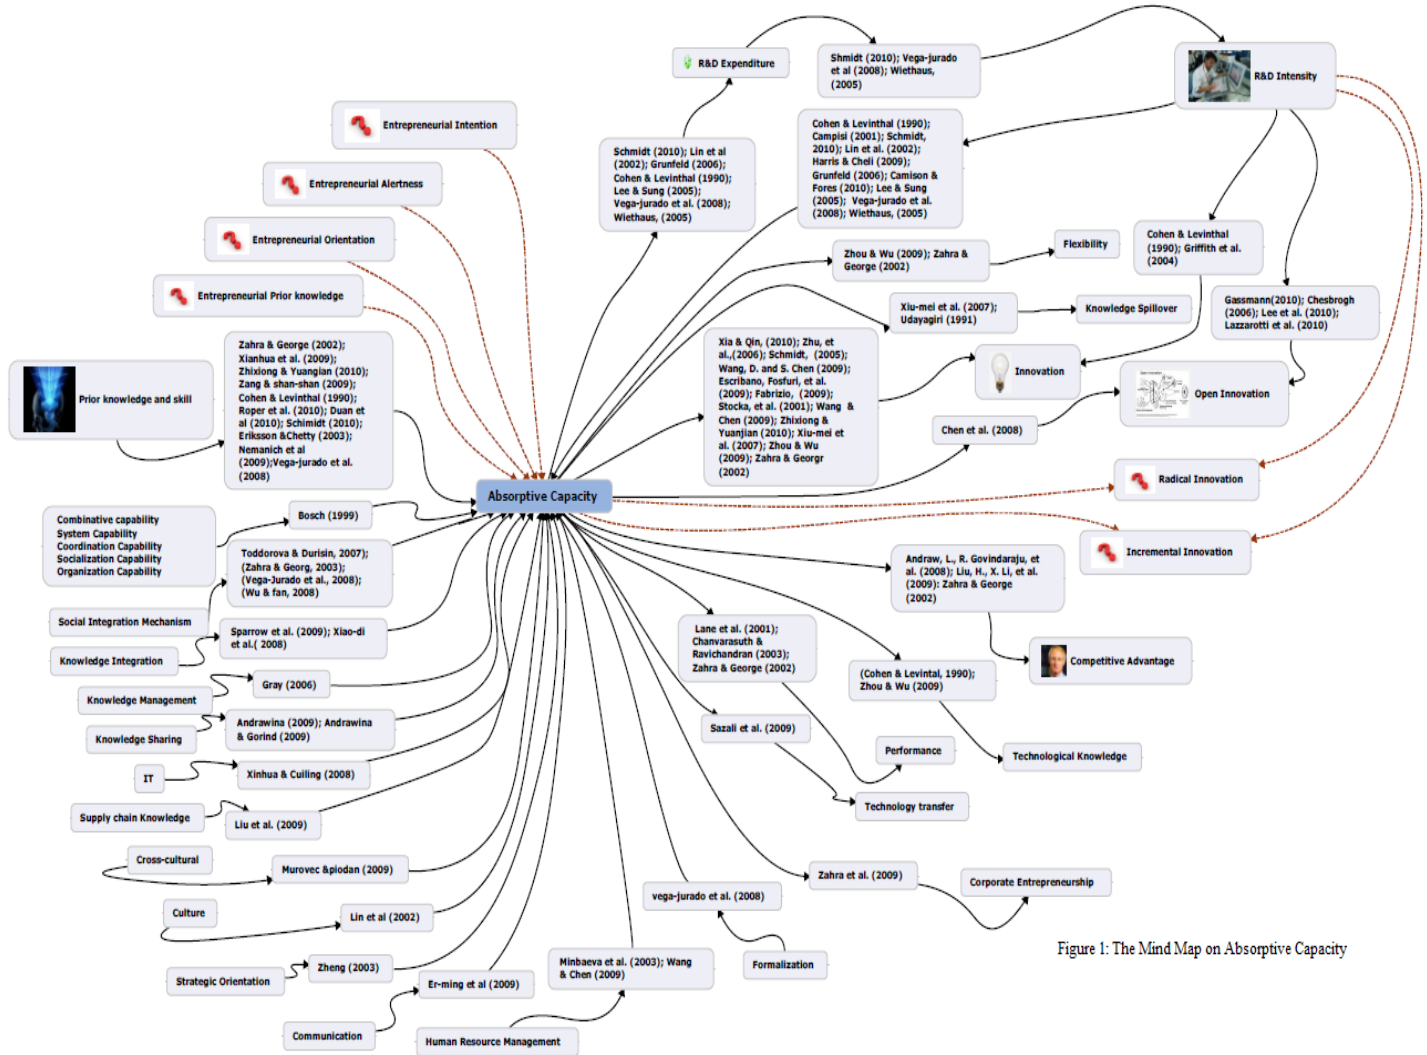 R&D Expenditure
Shmidt (2010); Vega-jurado
et al (2008); Wiethaus,
(2005)
R&D Intensity
Entrepreneurial Intention
Schmidt (2010); Lin et al
(2002); Grunfeld (2006);
Cohen & Levinthal (1990);
Lee & Sung (2005);
Vega-jurado et al. (2008);
Wiethaus, (2005)
Cohen & Levinthal (1990);
Campisi (2001); Schmidt,
2010); Lin et al. (2002);
Harris & Cheli (2009);
Grunfeld (2006); Camison &
Fores (2010); Lee & Sung
(2005); Vega-jurado et al.
(2008); Wiethaus, (2005)
Entrepreneurial Alertness
Entrepreneurial Orientation
Entrepreneurial Prior knowledge
Zhou & Wu (2009); Zahra &
George (2002)
Flexibility
Cohen & Levinthal
(1990); Griffith et al.
(2004)
Xiu-mei et al. (2007);
Udayagiri (1991)
Knowledge Spillover
Gassmann(2010); Chesbrogh
(2006); Lee et al. (2010);
Lazzarotti et al. (2010)
Prior knowledge and skill
Zahra & George (2002);
Xianhua et al. (2009);
Zhixiong & Yuangian (2010);
Zang & shan-shan (2009);
Cohen & Levinthal (1990);
Roper et al. (2010); Duan et
al (2010); Schimidt (2010);
Eriksson &Chetty (2003);
Nemanich et al
(2009);Vega-jurado et al.
(2008)
Xia & Qin, (2010); Zhu, et
al.,(2006); Schmidt, (2005);
Wang, D. and S. Chen (2009);
Escribano, Fosfuri, et al.
(2009); Fabrizio, (2009);
Stocka, et al. (2001); Wang &
Chen (2009); Zhixiong &
Yuanjian (2010); Xiu-mei et
al. (2007); Zhou & Wu
(2009); Zahra & Georgr
(2002)
Innovation
Open Innovation
Chen et al. (2008)
Radical Innovation
Incremental Innovation
Absorptive Capacity
Combinative capability
System Capability
Coordination Capability
Socialization Capability
Organization Capability
Bosch (1999)
Toddorova & Durisin, 2007);
(Zahra & Georg, 2003);
(Vega-Jurado et al., 2008);
(Wu & fan, 2008)
Social Integration Mechanism
Sparrow et al. (2009); Xiao-di
et al.( 2008)
Knowledge Integration
Gray (2006)
Knowledge Management
Andrawina (2009); Andrawina
& Gorind (2009)
Knowledge Sharing
Xinhua & Cuiling (2008)
IT
Supply chain Knowledge
Liu et al. (2009)
Cross-cultural
Murovec &piodan (2009)
Culture
Lin et al (2002)
Strategic Orientation
Zheng (2003)
Communication
Er-ming et al (2009)
Human Resource Management
Minbaeva et al. (2003); Wang
& Chen (2009)
Formalization
vega-jurado et al. (2008)
Andraw, L., R. Govindaraju, et
al. (2008); Liu, H., X. Li, et al.
(2009): Zahra & George
(2002)
Competitive Advantage
Lane et al. (2001);
Chanvarasuth &
Ravichandran (2003);
Zahra & George (2002)
(Cohen & Levintal, 1990);
Zhou & Wu (2009)
Sazali et al. (2009)
Performance
Technological Knowledge
Technology transfer
Zahra et al. (2009)
Corporate Entrepreneurship
Figure 1: The Mind Map on Absorptive Capacity